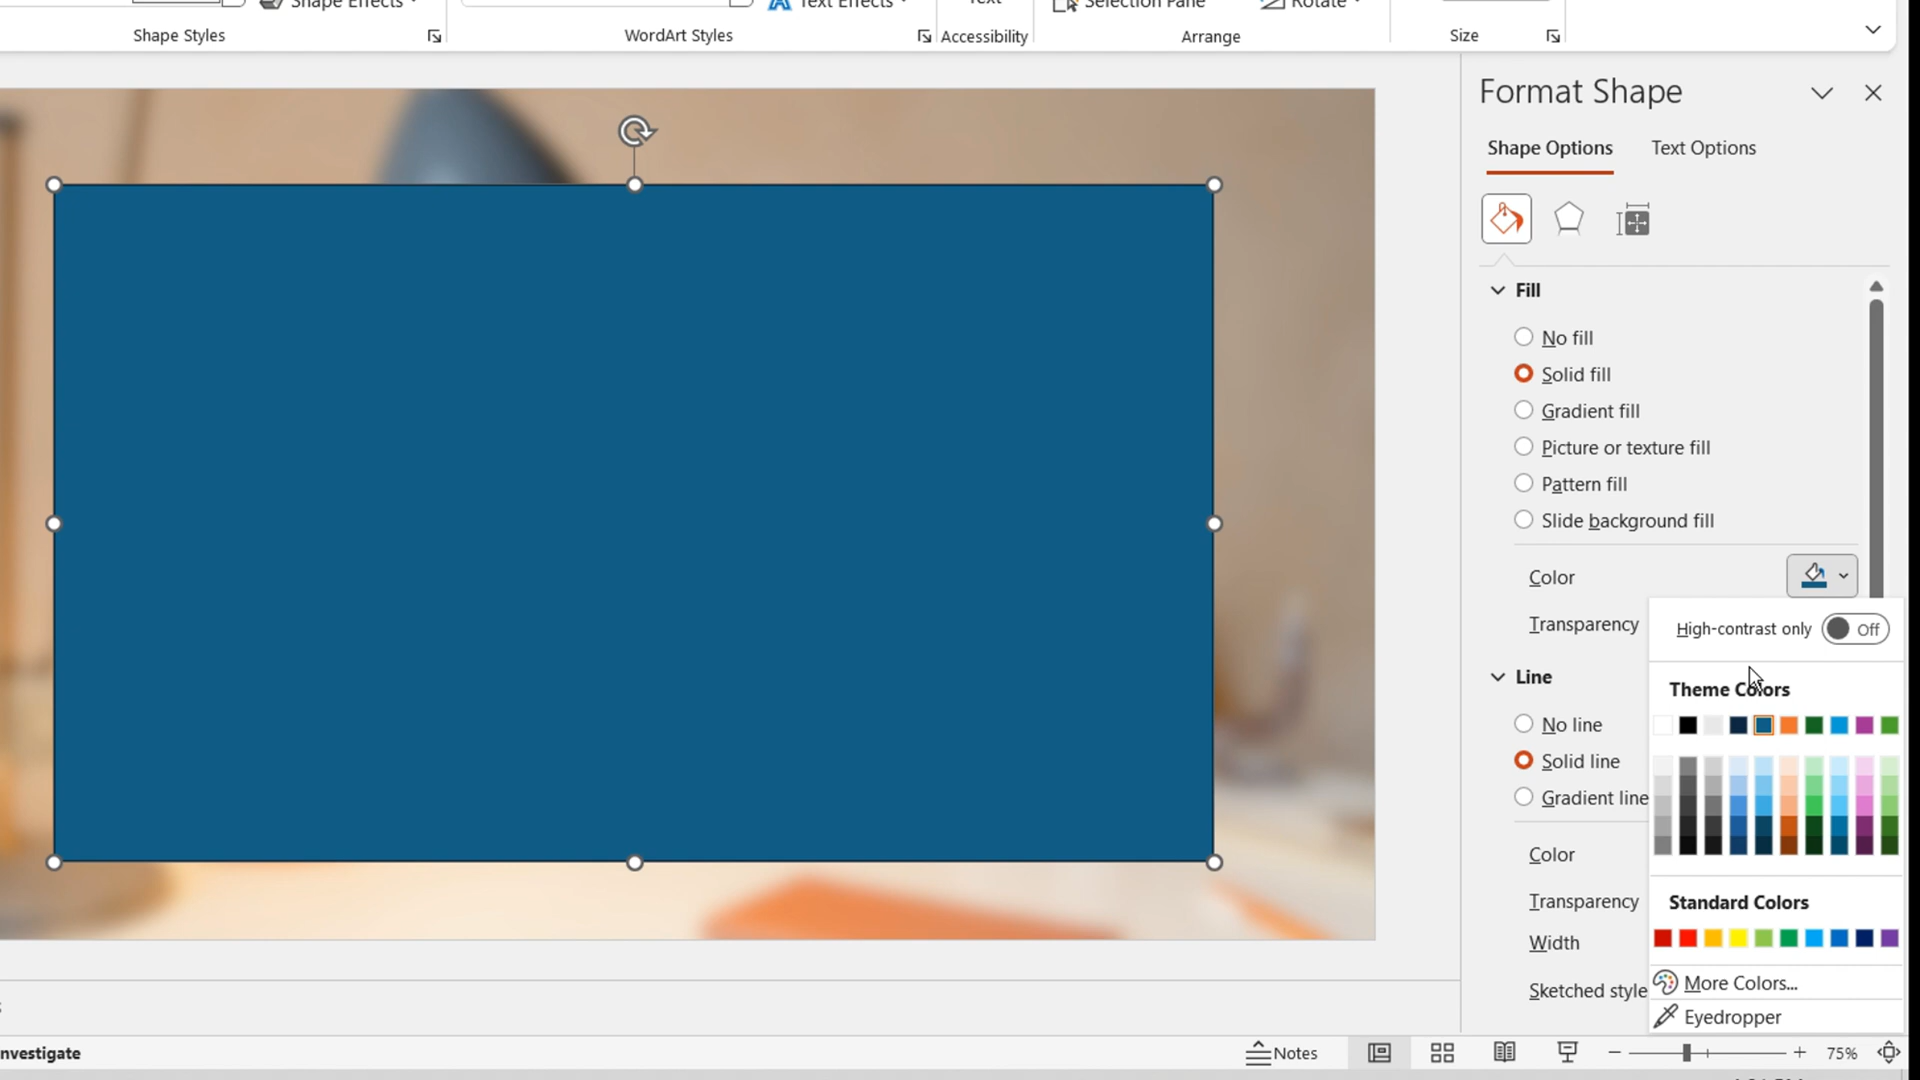 Shape Effects
Text Effects
Text
Selection Pane
Rotate
Shape Styles
WordArt Styles
Accessibility
Arrange
Size
Format Shape
Shape Options
Text Options
Fill
No fill
Solid fill
Gradient fill
Picture or texture fill
Pattern fill
Slide background fill
Color
Transparency
High-contrast only
Off
Line
Theme Colors
No line
Solid line
Gradient line
Color
Standard Colors
Transparency
Width
Sketched style
More Colors...
Eyedropper
nvestigate
Notes
75%